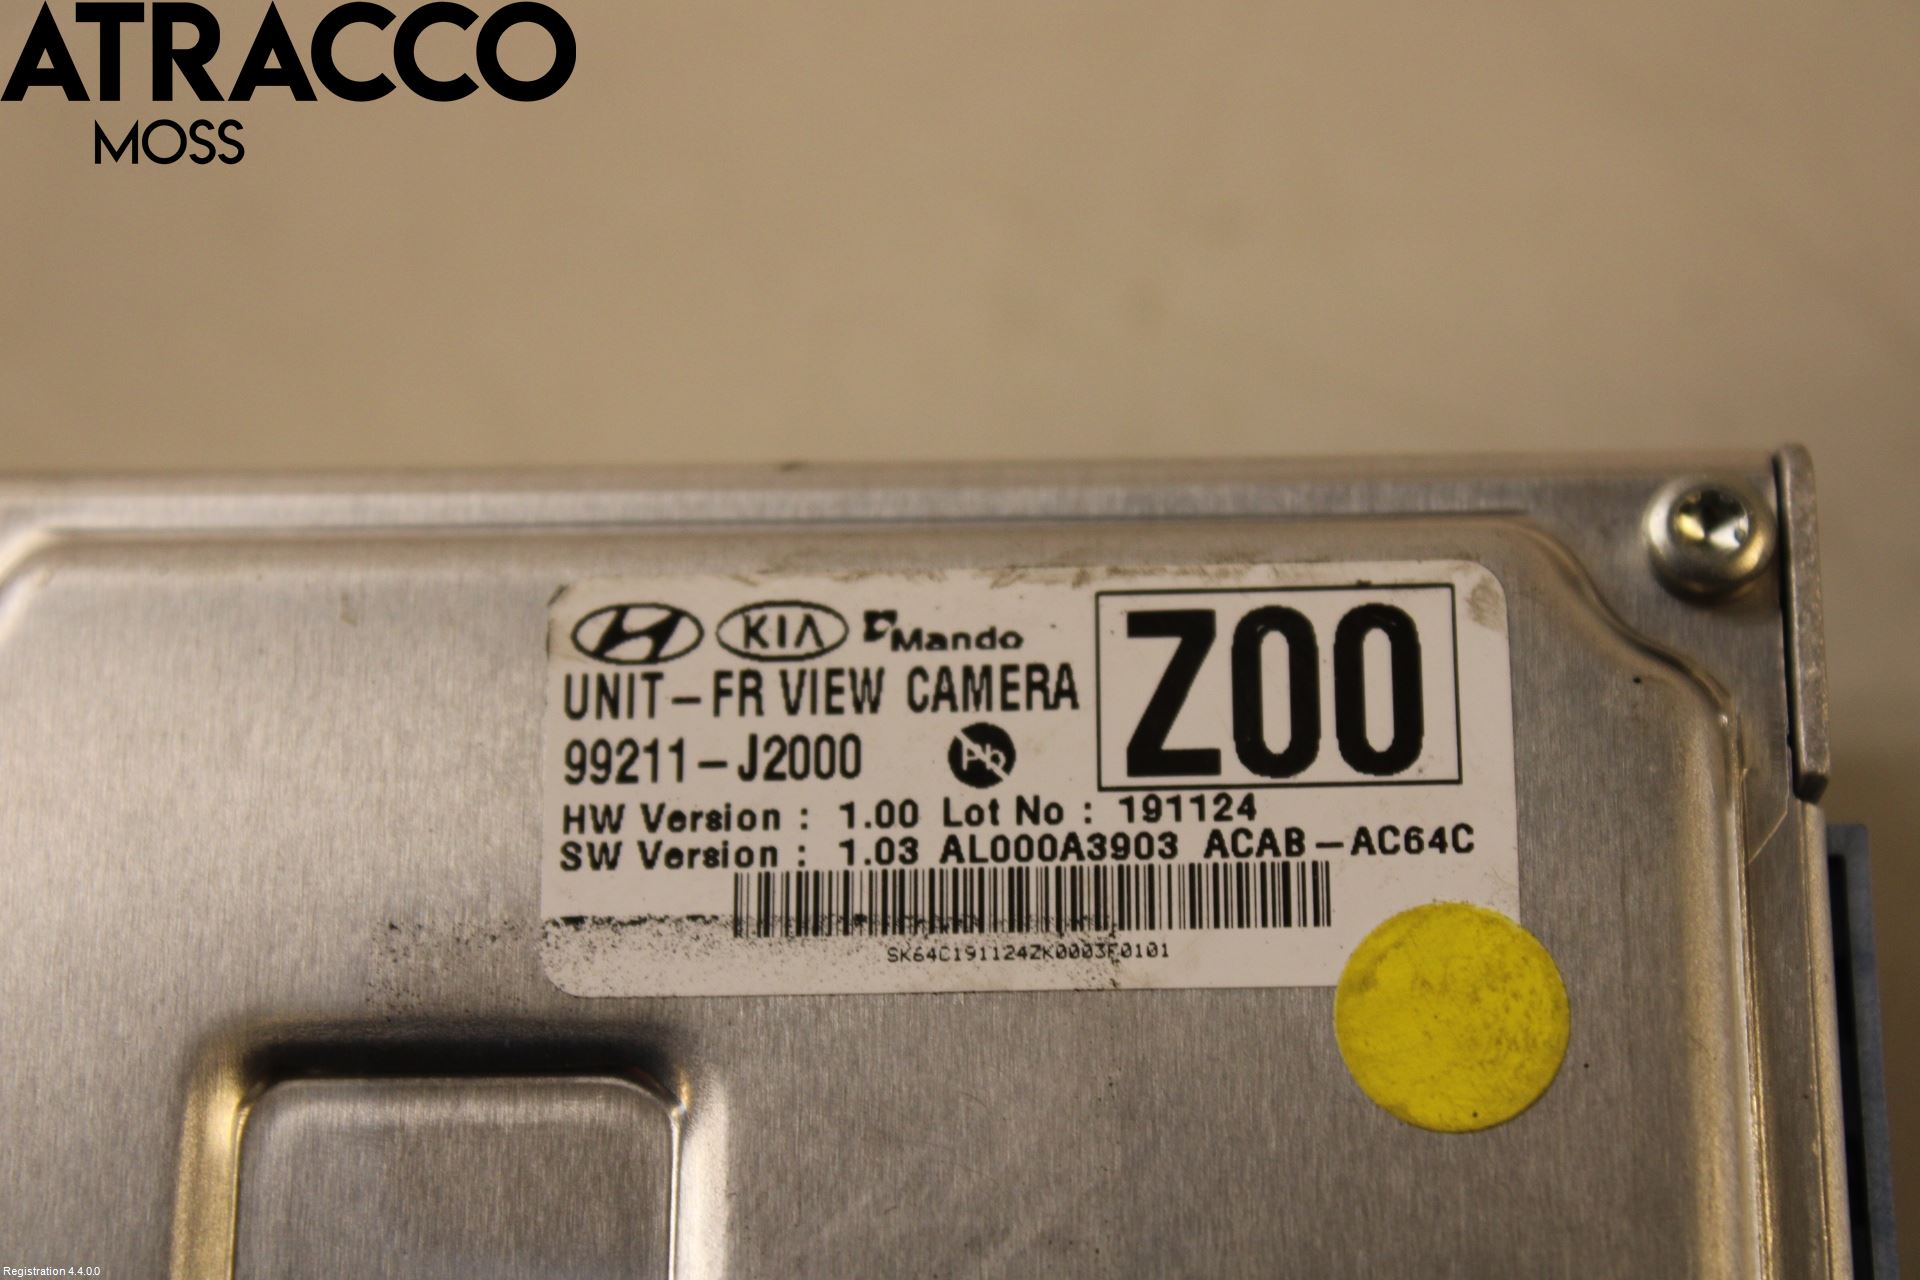 ATRACCO
MOSS
KIA Mando
UNIT-FR VIEW CAMERA
Z00
99211-J2000 Pb
HW Version : 1.00 Lot No : 191124
SW Version : 1.03 AL000A3903 ACAB-AC64C
SK64C191124ZK0003F0101
Registration 4.4.0.0